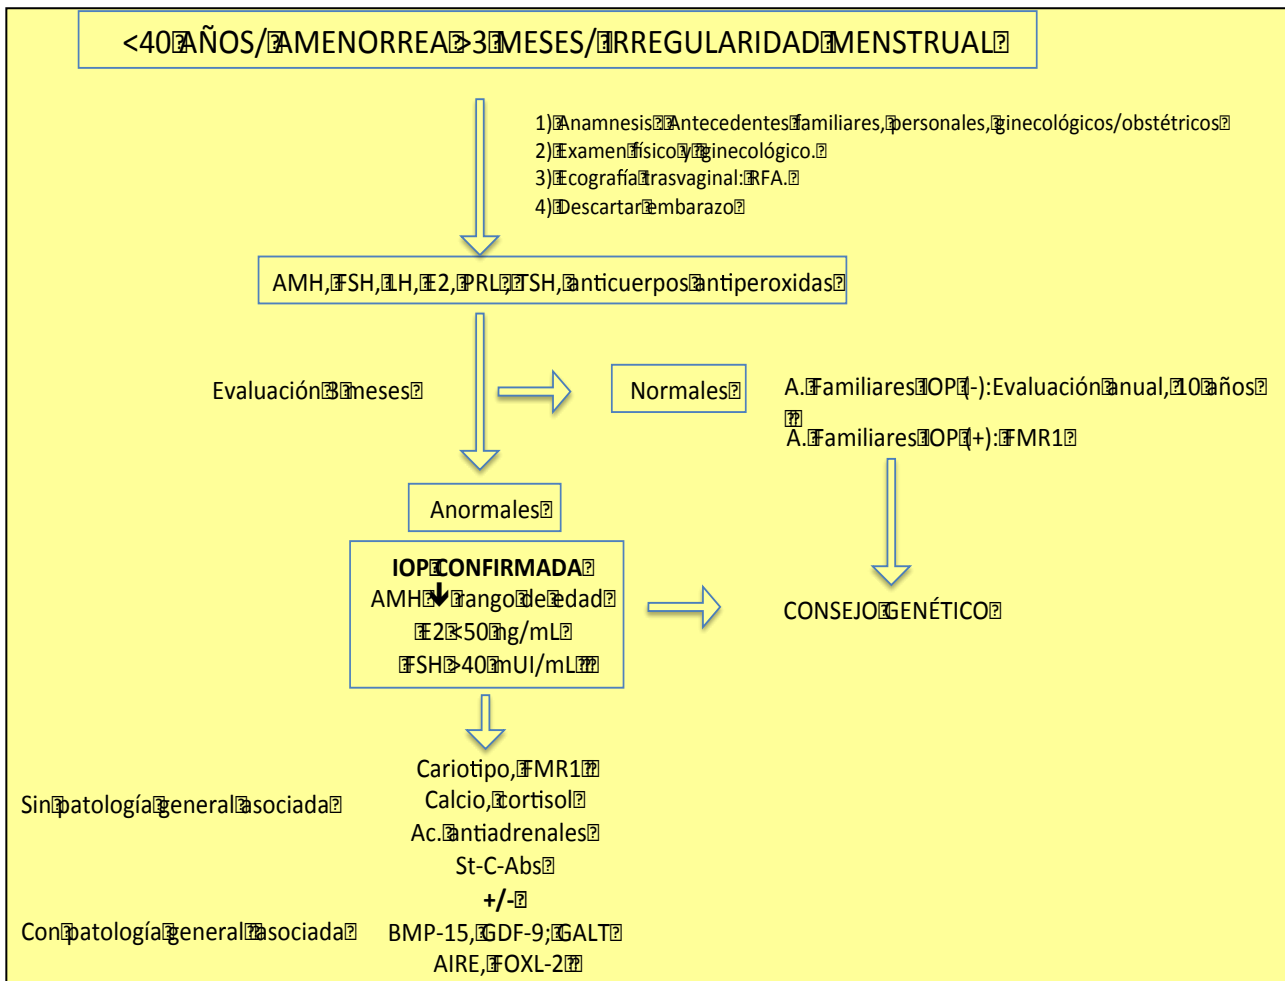 <40 AÑOS/ AMENORREA >3 MESES/ IRREGULARIDAD MENSTRUAL
1) Anamnesis Antecedentes familiares, personales, ginecológicos/obstétricos
2) Examen físico y ginecológico.
3) Ecografía trasvaginal: RFA.
4) Descartar embarazo
AMH, FSH, LH, E2, PRL, TSH, anticuerpos antiperoxidas
Evaluación 3 meses
Normales
A. Familiares IOP (-): Evaluación anual, 10 años
A. Familiares IOP (+): FMR1
Anormales
IOP CONFIRMADA
AMH ↓ rango de edad
E2 <50 ng/mL
FSH >40 mUI/mL
CONSEJO GENÉTICO
Cariotipo, FMR1
Calcio, cortisol
Sin patología general asociada
Ac. antiadrenales
St-C-Abs
+/-
Con patología general asociada
BMP-15, GDF-9; GALT
AIRE, FOXL-2